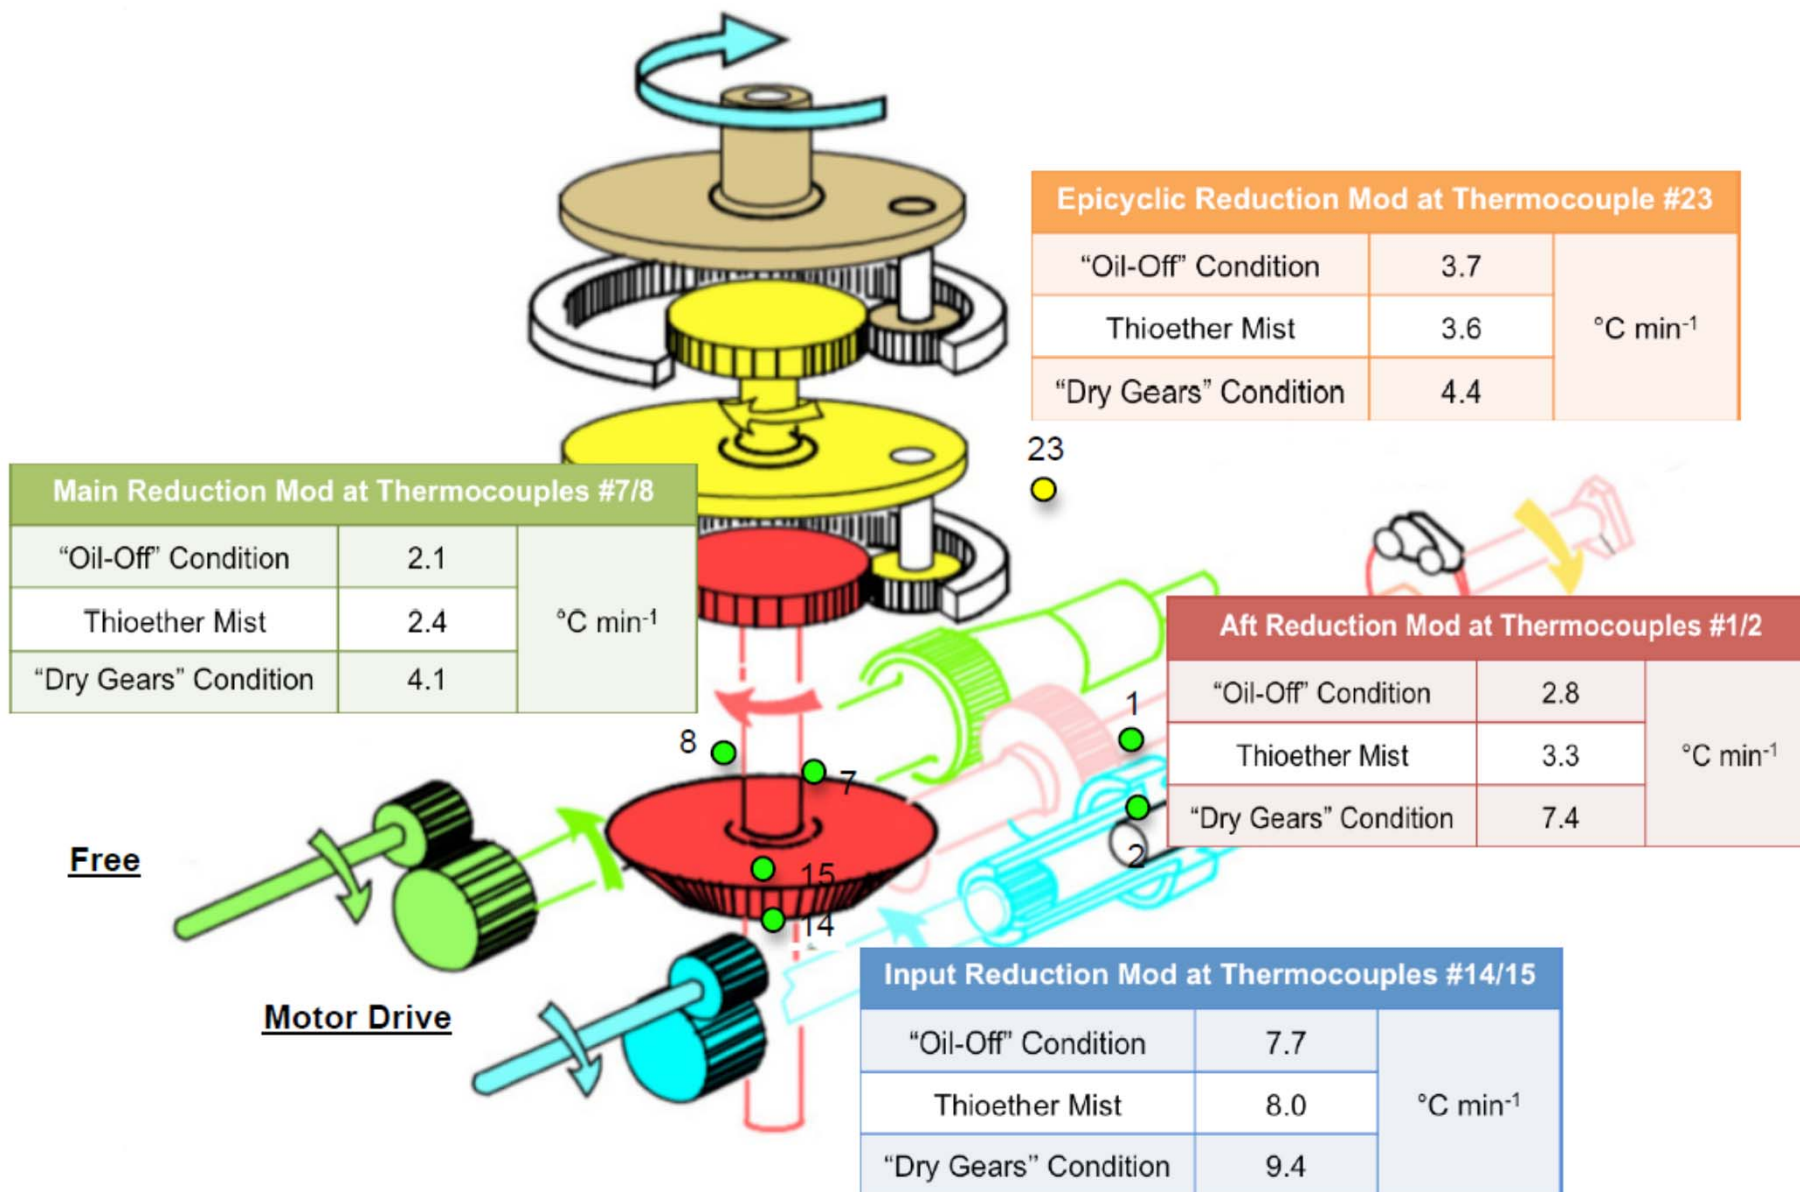 Epicyclic Reduction Mod at Thermocouple #23
“Oil-Off” Condition 3.7
Thioether Mist 3.6 °C min⁻¹
“Dry Gears” Condition 4.4
23
Main Reduction Mod at Thermocouples #7/8
“Oil-Off” Condition 2.1
Thioether Mist 2.4 °C min⁻¹
“Dry Gears” Condition 4.1
Aft Reduction Mod at Thermocouples #1/2
“Oil-Off” Condition 2.8
Thioether Mist 3.3 °C min⁻¹
“Dry Gears” Condition 7.4
1
8
7
2
15
14
Free
Motor Drive
Input Reduction Mod at Thermocouples #14/15
“Oil-Off” Condition 7.7
Thioether Mist 8.0 °C min⁻¹
“Dry Gears” Condition 9.4